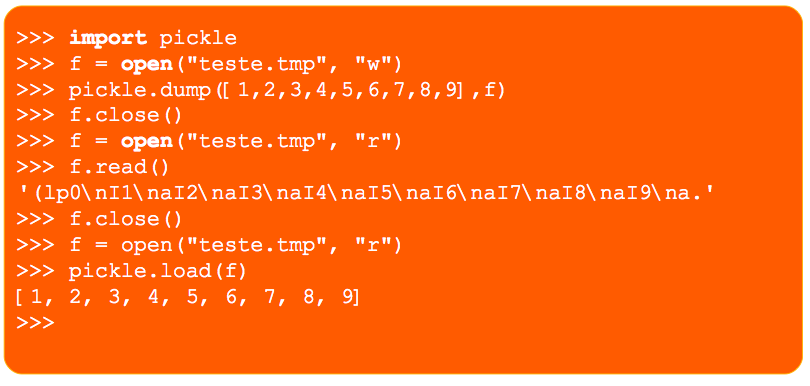 >>> import pickle
>>> f = open("teste.tmp", "w")
>>> pickle.dump([1,2,3,4,5,6,7,8,9],f)
>>> f.close()
>>> f = open("teste.tmp", "r")
>>> f.read()
'(lp0\nI1\naI2\naI3\naI4\naI5\naI6\naI7\naI8\naI9\na.'
>>> f.close()
>>> f = open("teste.tmp", "r")
>>> pickle.load(f)
[1, 2, 3, 4, 5, 6, 7, 8, 9]
>>>